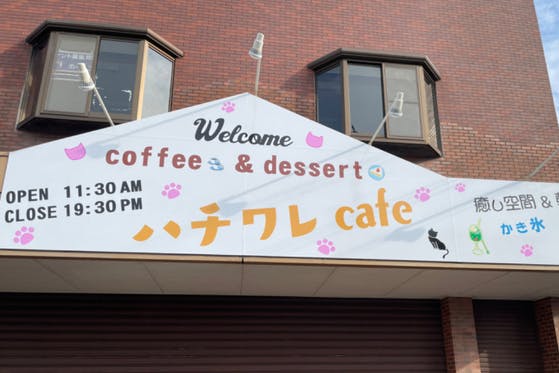 Welcome
coffee & dessert
OPEN 11:30 AM
CLOSE 19:30 PM
ハチワレ cafe
癒し空間 &
かき氷